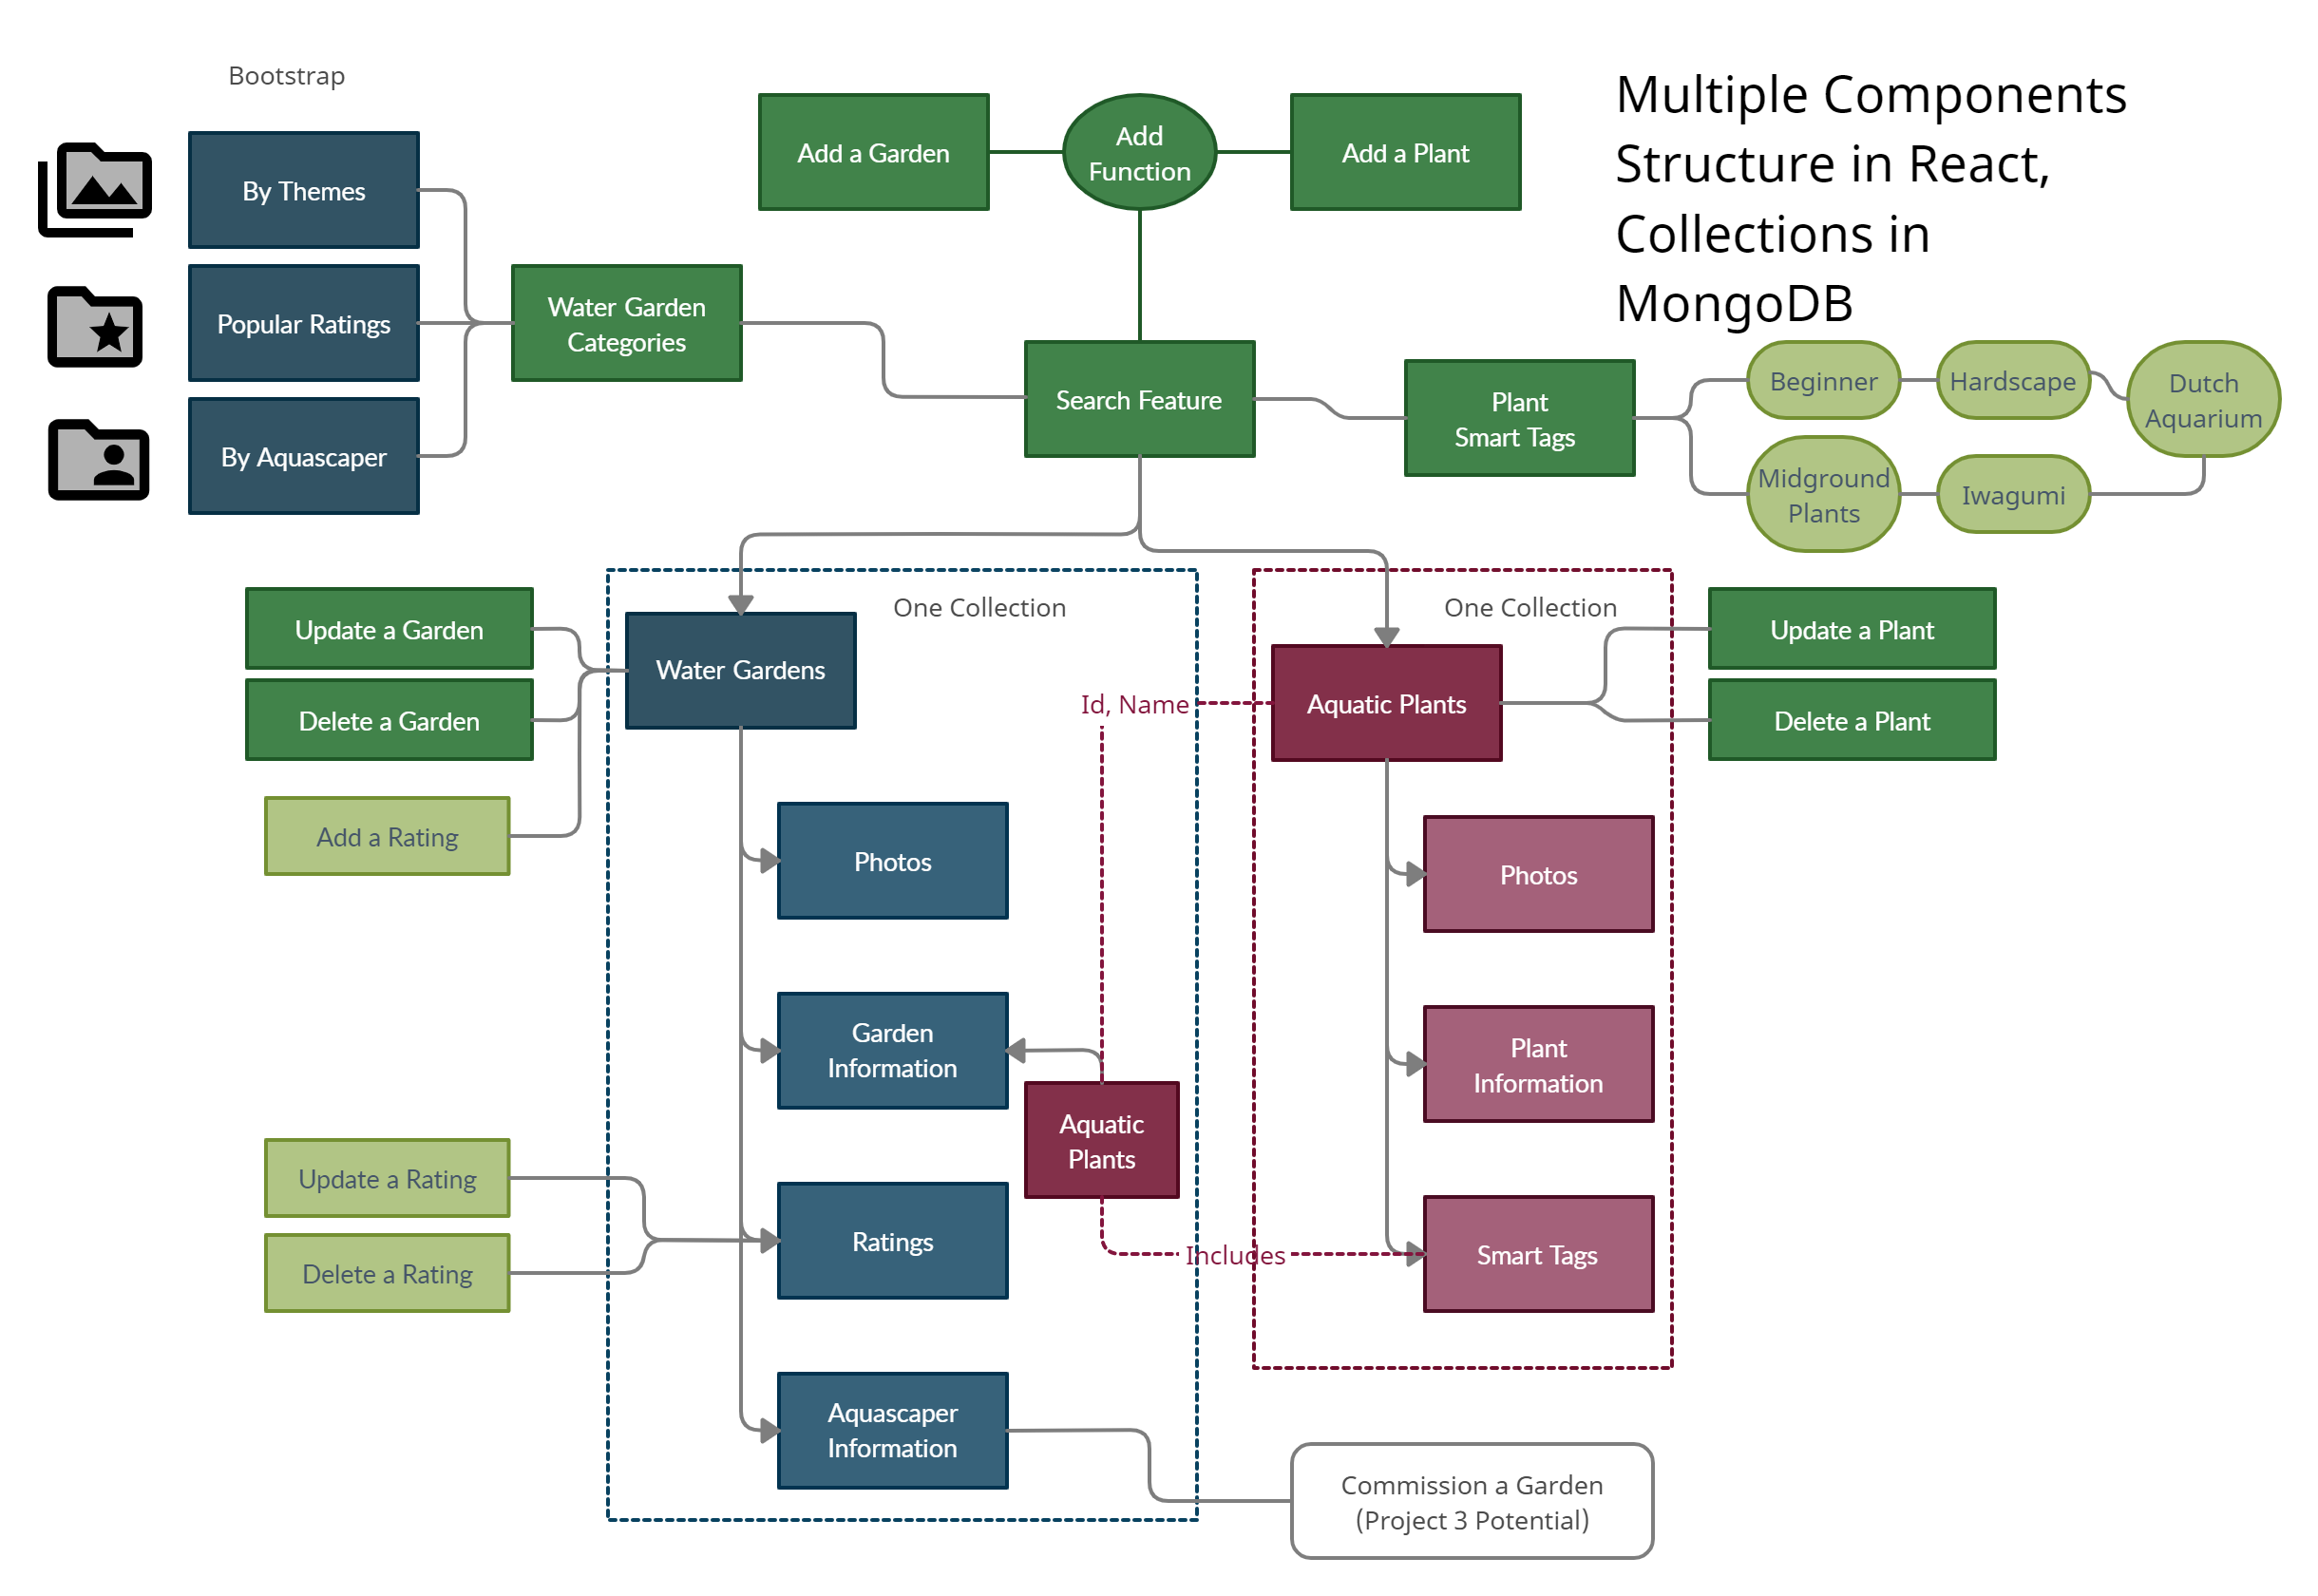 Bootstrap
Multiple Components
Structure in React,
Collections in
MongoDB
Add a Garden
Add
Function
Add a Plant
By Themes
Popular Ratings
By Aquascaper
Water Garden
Categories
Search Feature
Plant
Smart Tags
Beginner
Hardscape
Dutch
Aquarium
Midground
Plants
Iwagumi
Update a Garden
Delete a Garden
Add a Rating
Water Gardens
One Collection
One Collection
Aquatic Plants
Update a Plant
Delete a Plant
Id, Name
Photos
Photos
Garden
Information
Plant
Information
Aquatic
Plants
Update a Rating
Delete a Rating
Ratings
Includes
Smart Tags
Aquascaper
Information
Commission a Garden
(Project 3 Potential)